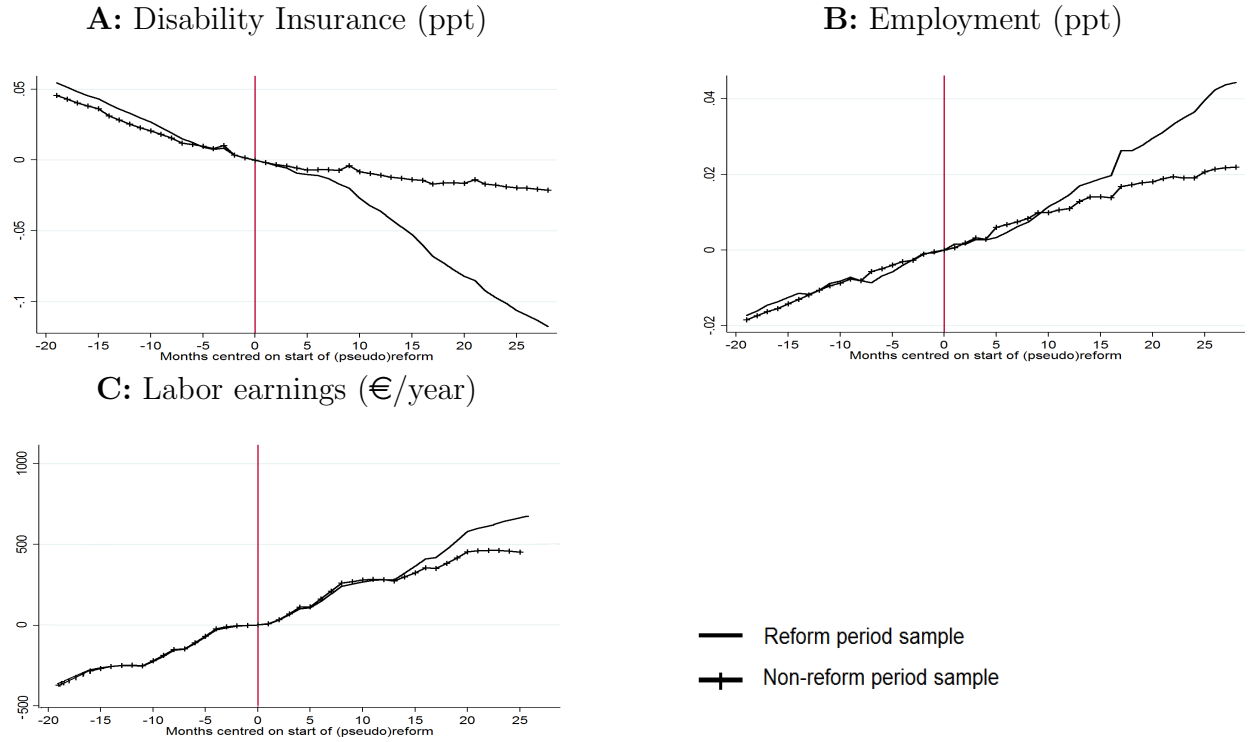 A: Disability Insurance (ppt)
.05
0
-.05
-.1
-20 -15 -10 -5 0 5 10 15 20 25
Months centred on start of (pseudo)reform
B: Employment (ppt)
.04
.02
0
-.02
-20 -15 -10 -5 0 5 10 15 20 25
Months centred on start of (pseudo)reform
C: Labor earnings (€/year)
1000
500
0
-500
-20 -15 -10 -5 0 5 10 15 20 25
Months centred on start of (pseudo)reform
Reform period sample
Non-reform period sample